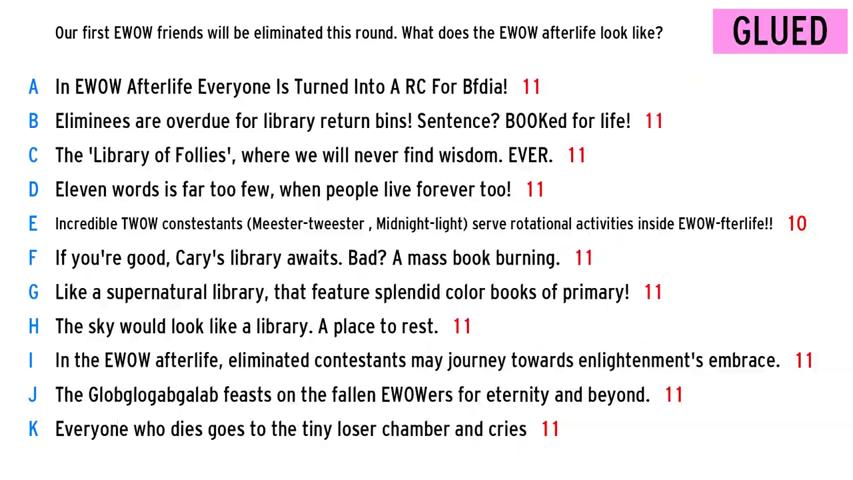 Our first EWOW friends will be eliminated this round. What does the EWOW afterlife look like?
GLUED
A In EWOW Afterlife Everyone Is Turned Into A RC For Bfdia! 11
B Eliminees are overdue for library return bins! Sentence? BOOKed for life! 11
C The 'Library of Follies', where we will never find wisdom. EVER. 11
D Eleven words is far too few, when people live forever too! 11
E Incredible TWOW constestants (Meester-tweester , Midnight-light) serve rotational activities inside EWOW-fterlife!! 10
F If you're good, Cary's library awaits. Bad? A mass book burning. 11
G Like a supernatural library, that feature splendid color books of primary! 11
H The sky would look like a library. A place to rest. 11
I In the EWOW afterlife, eliminated contestants may journey towards enlightenment's embrace. 11
J The Globglogabgalab feasts on the fallen EWOWers for eternity and beyond. 11
K Everyone who dies goes to the tiny loser chamber and cries 11